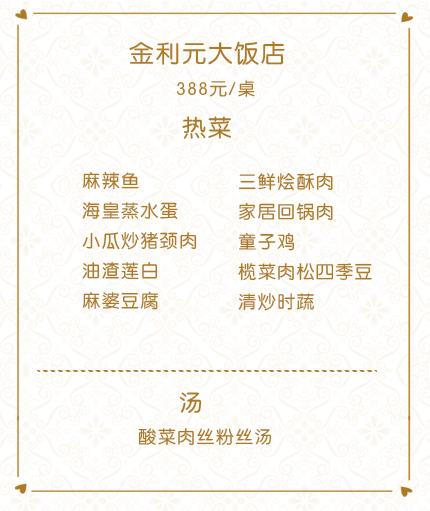 金利元大饭店
388元/桌
热菜
麻辣鱼 三鲜烩酥肉
海皇蒸水蛋 家居回锅肉
小瓜炒猪颈肉 童子鸡
油渣莲白 榄菜肉松四季豆
麻婆豆腐 清炒时蔬
汤
酸菜肉丝粉丝汤